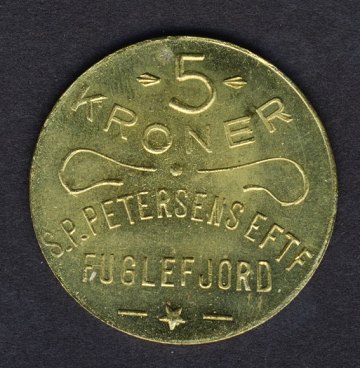 5
KRONER
S.P. PETERSENS EFTF
FUGLEFJORD.